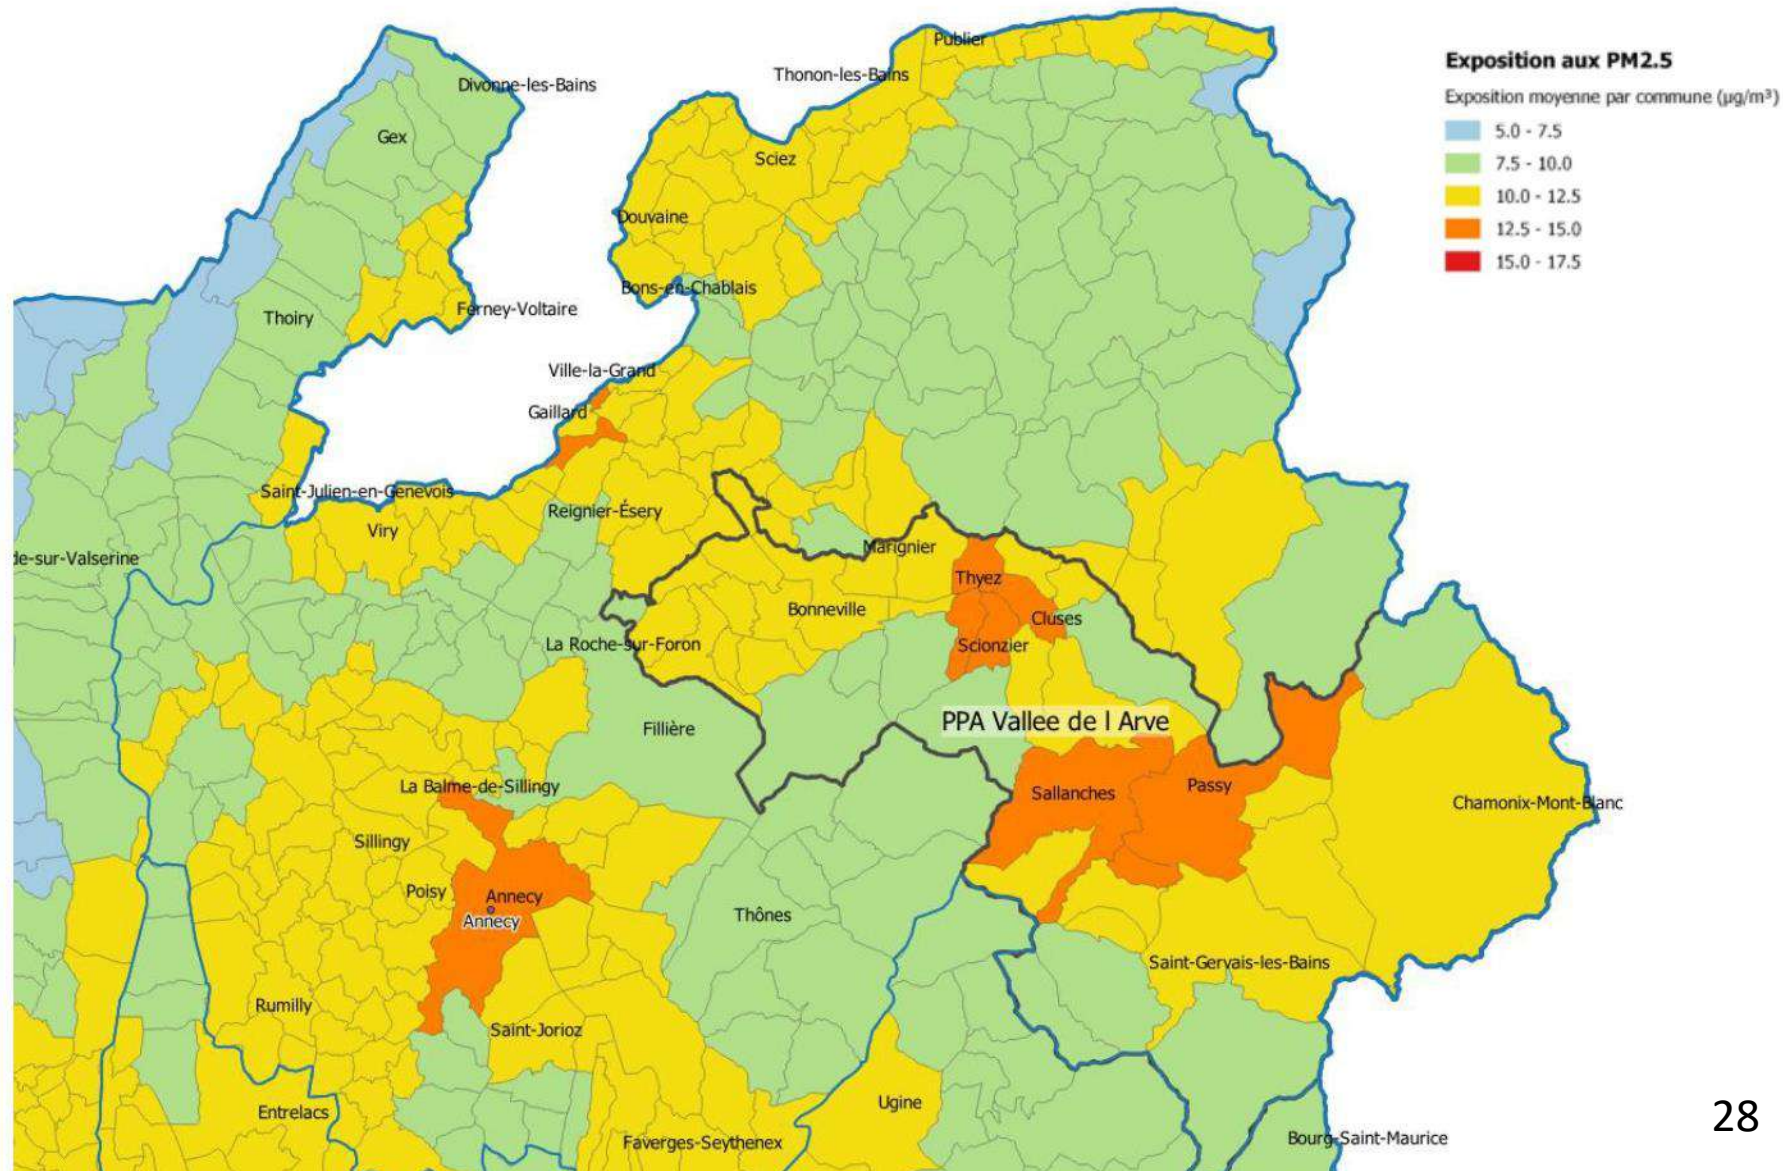 Publier
Divonne-les-Bains
Thonon-les-Bains
Gex
Sciez
Douvaine
Bons-en-Chablais
Ferney-Voltaire
Thoiry
Ville-la-Grand
Gaillard
Saint-Julien-en-Genevois
Viry
Reignier-Ésery
de-sur-Valserine
Marignier
Thyez
Bonneville
Cluses
La Roche-sur-Foron
Scionzier
Fillière
PPA Vallee de l Arve
La Balme-de-Sillingy
Sallanches
Passy
Chamonix-Mont-Blanc
Sillingy
Poisy
Annecy
Annecy
Thônes
Saint-Gervais-les-Bains
Rumilly
Saint-Jorioz
Entrelacs
Ugine
Faverges-Seythenex
Bourg-Saint-Maurice
Exposition aux PM2.5
Exposition moyenne par commune (µg/m³)
5.0 - 7.5
7.5 - 10.0
10.0 - 12.5
12.5 - 15.0
15.0 - 17.5
28